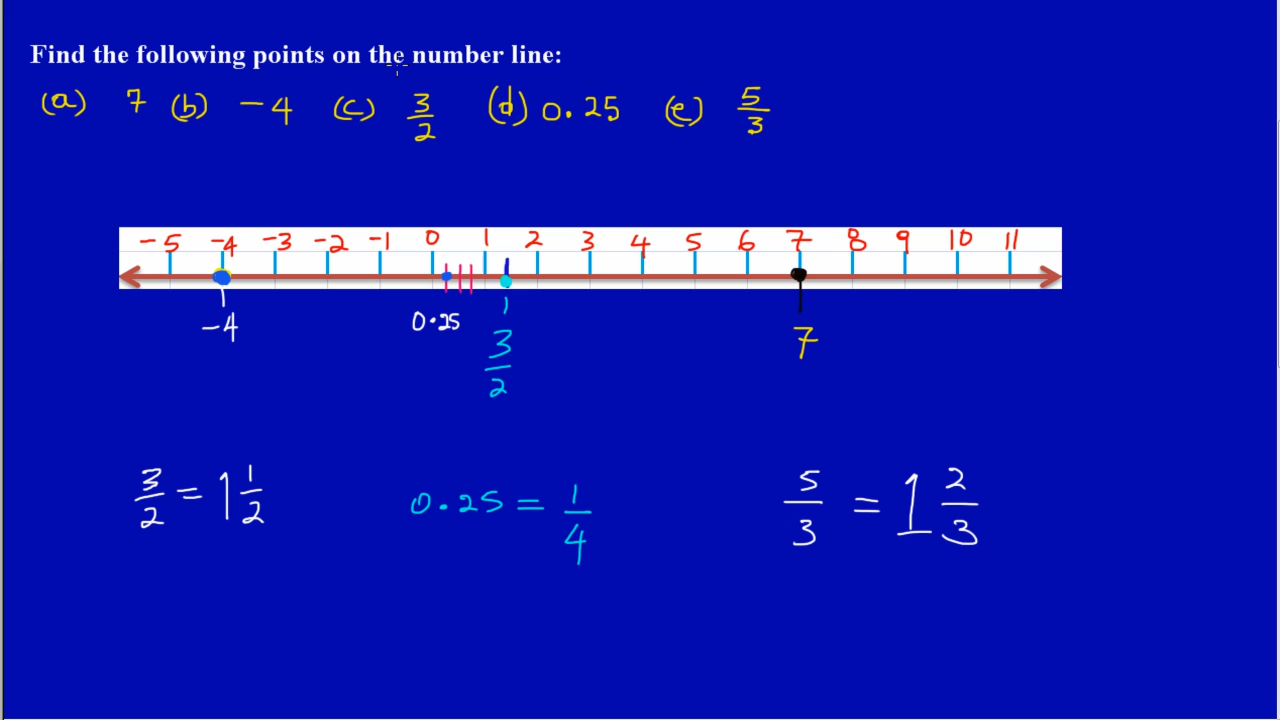 Find the following points on the number line:
(a) 7 (b) -4 (c) 3/2 (d) 0.25 (e) 5/3
-5 -4 -3 -2 -1 0 1 2 3 4 5 6 7 8 9 10 11
-4 0.25 3/2 7
3/2 = 1 1/2 0.25 = 1/4 5/3 = 1 2/3